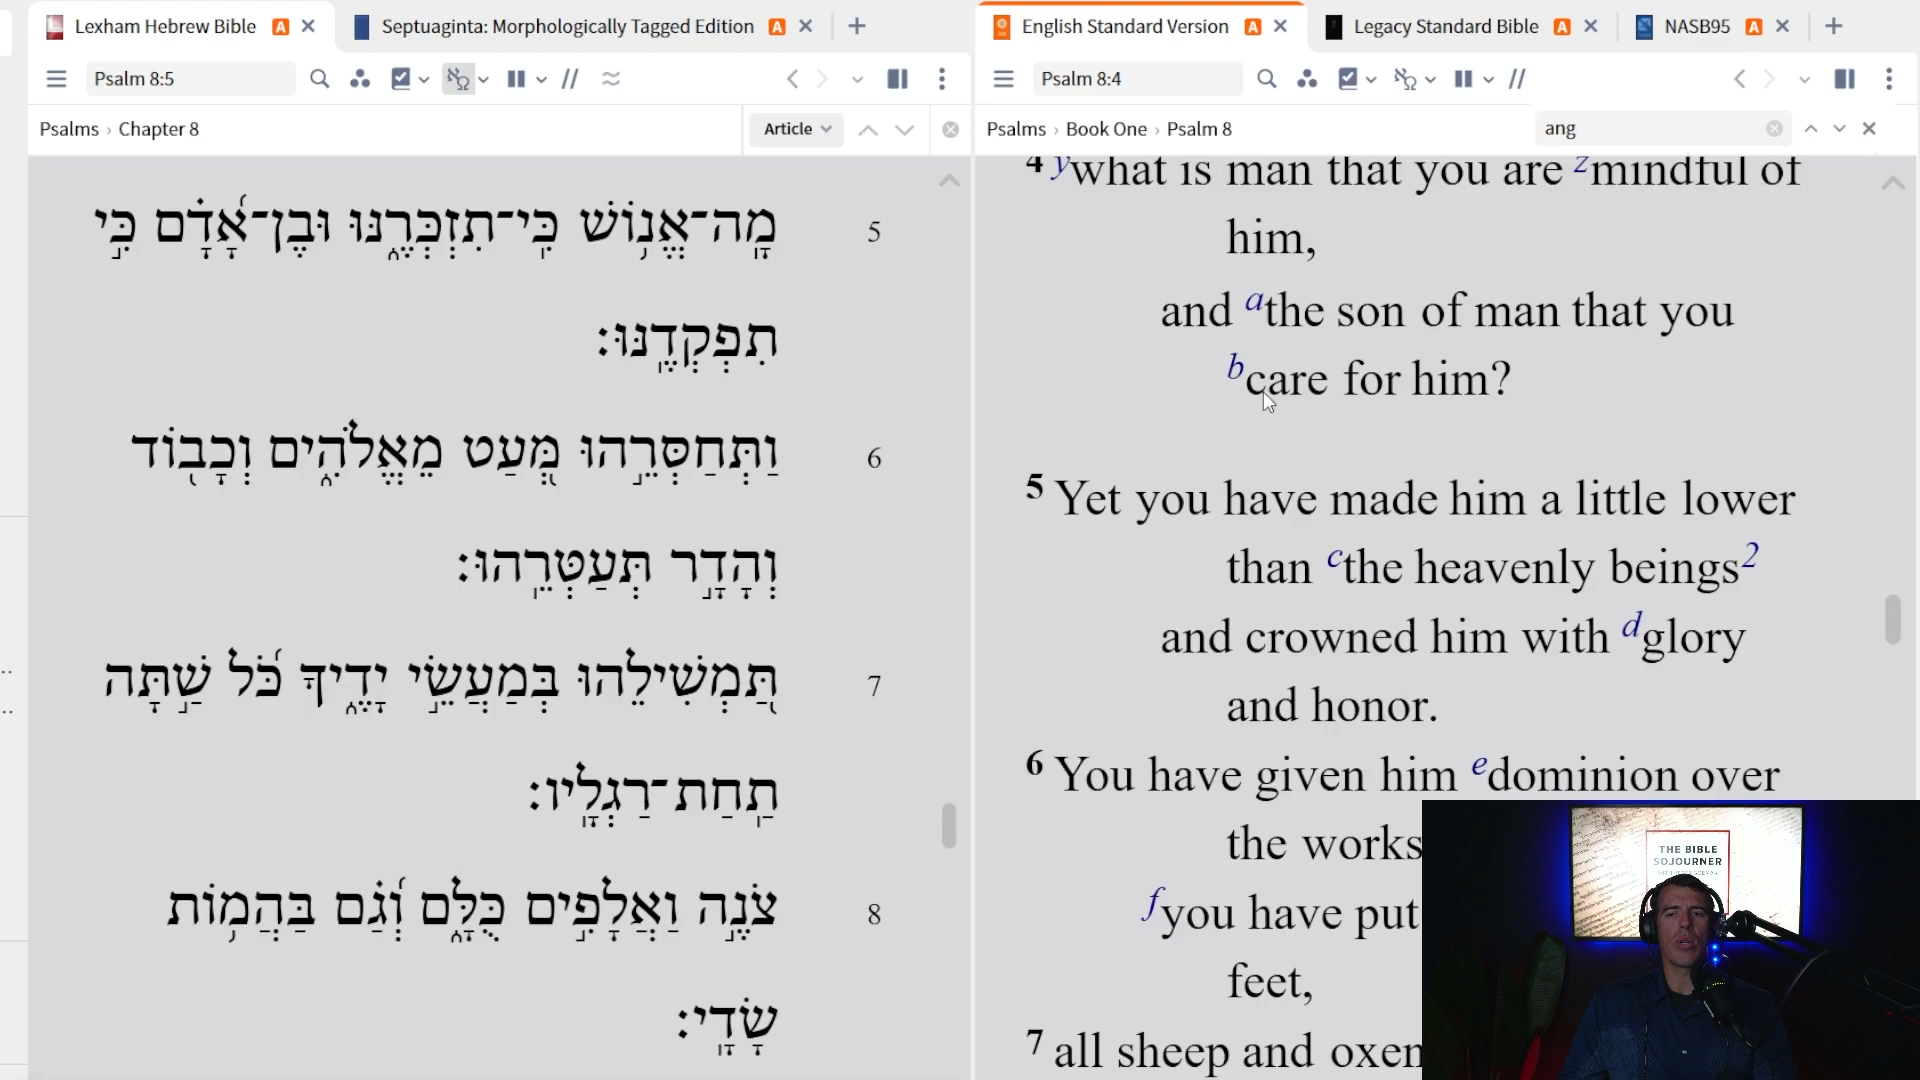 Lexham Hebrew Bible A
Septuaginta: Morphologically Tagged Edition A
English Standard Version A
Legacy Standard Bible A
NASB95 A
Psalm 8:5
Psalm 8:4
Psalms › Chapter 8
Article
Psalms › Book One › Psalm 8
ang
5 מָֽה־אֱנ֥וֹשׁ כִּֽי־תִזְכְּרֶ֑נּוּ וּבֶן־אָ֝דָ֗ם כִּ֣י
תִפְקְדֶֽנּוּ׃
6 וַתְּחַסְּרֵ֣הוּ מְּ֭עַט מֵאֱלֹהִ֑ים וְכָב֖וֹד
וְהָדָ֣ר תְּעַטְּרֵֽהוּ׃
7 תַּ֭מְשִׁילֵהוּ בְּמַעֲשֵׂ֣י יָדֶ֑יךָ כֹּ֝ל שַׁ֣תָּה
תַֽחַת־רַגְלָֽיו׃
8 צֹנֶ֣ה וַאֲלָפִ֣ים כֻּלָּ֑ם וְ֝גַ֗ם בַּהֲמ֥וֹת
שָׂדָֽי׃
4 y what is man that you are z mindful of
him,
and a the son of man that you
b care for him?
5 Yet you have made him a little lower
than c the heavenly beings 2
and crowned him with d glory
and honor.
6 You have given him e dominion over
the works
f you have put
feet,
7 all sheep and oxen
THE BIBLE
SOJOURNER